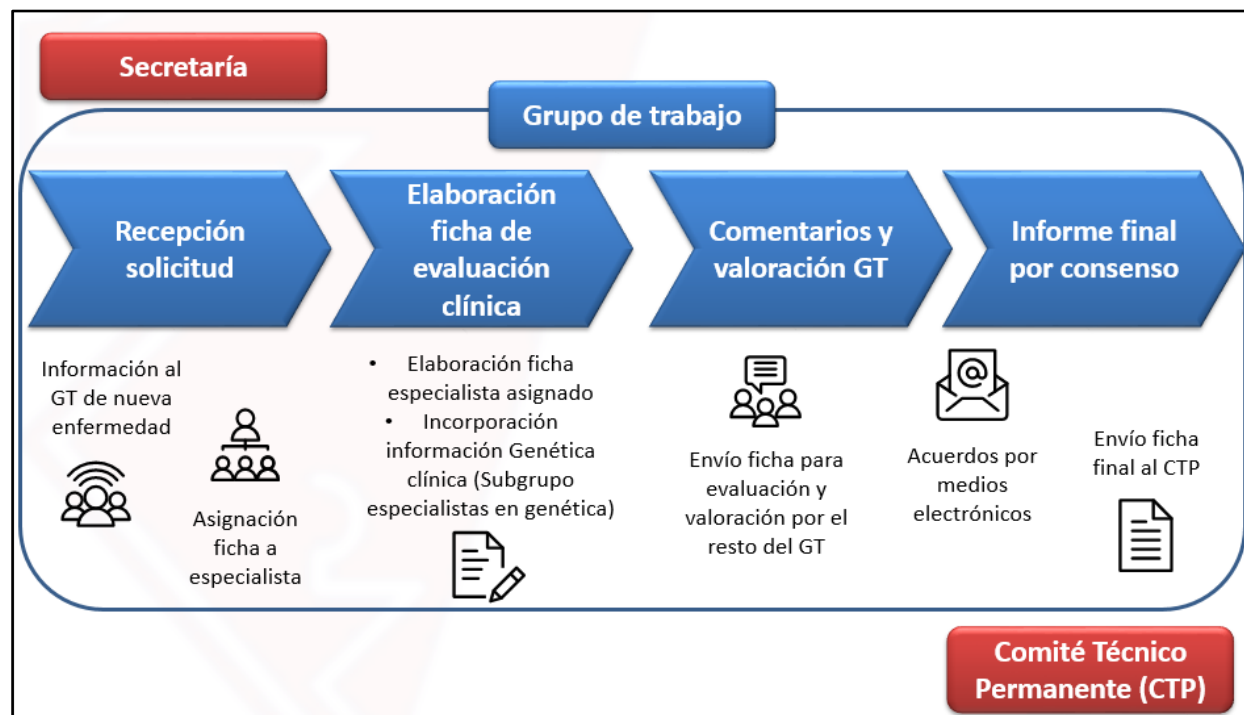 Secretaría
Grupo de trabajo
Recepción
solicitud
Elaboración
ficha de
evaluación
clínica
Comentarios y
valoración GT
Informe final
por consenso
Información al
GT de nueva
enfermedad
Asignación
ficha a
especialista
• Elaboración ficha
especialista asignado
• Incorporación
información Genética
clínica (Subgrupo
especialistas en genética)
Envío ficha para
evaluación y
valoración por el
resto del GT
@
Acuerdos por
medios
electrónicos
Envío ficha
final al CTP
Comité Técnico
Permanente (CTP)